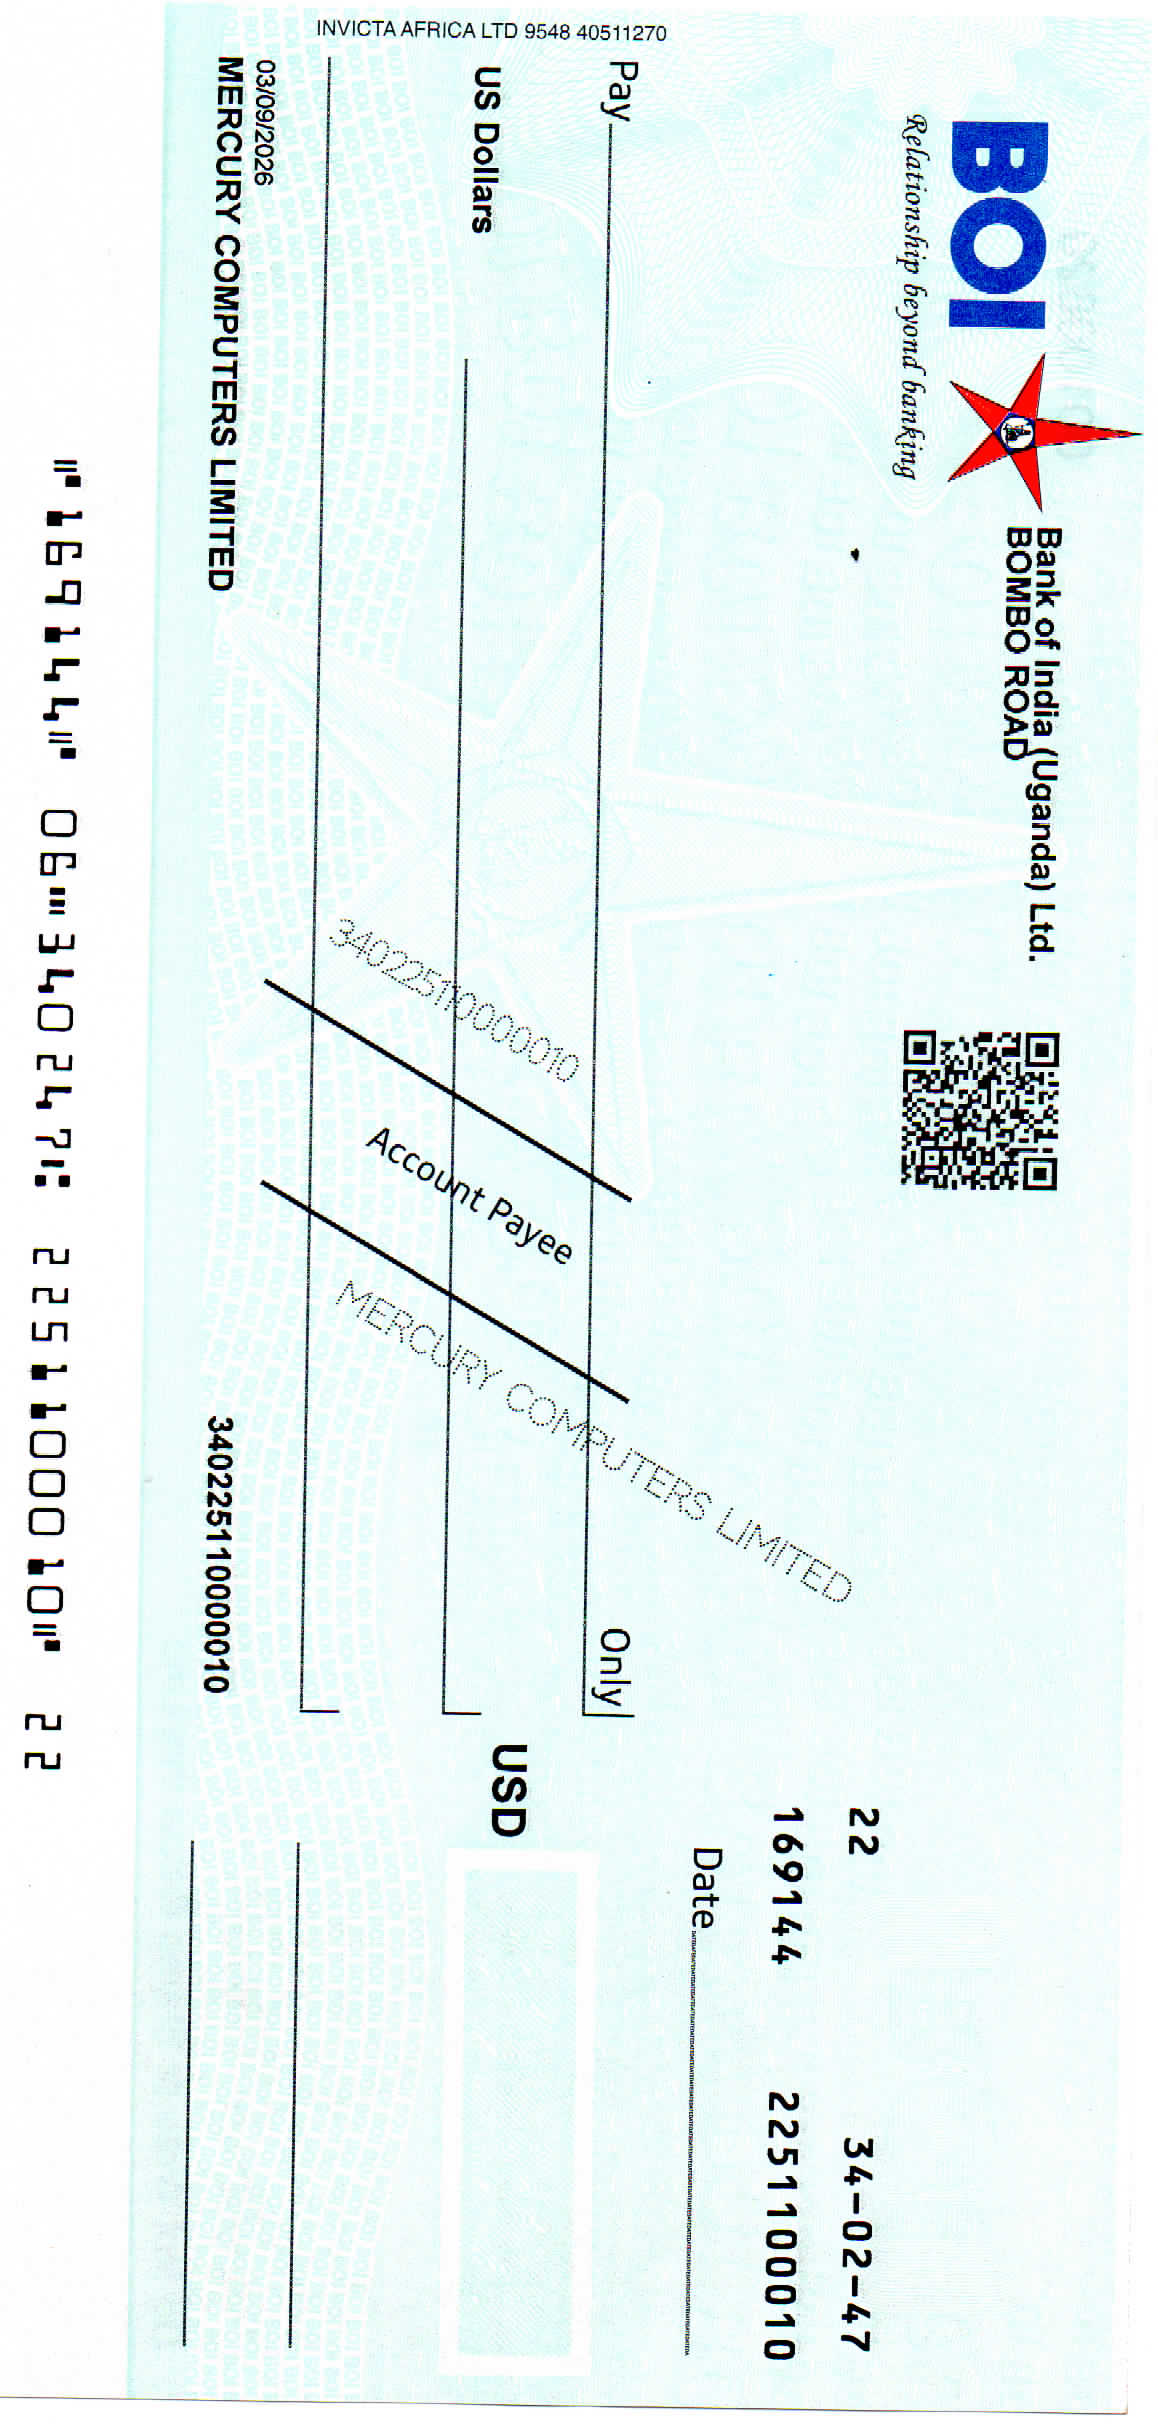 BOI
Relationship beyond banking
Bank of India (Uganda) Ltd.
BOMBO ROAD
22 34-02-47
169144 2251100010
Date
Pay
Only
US Dollars
USD
340225110000010
Account Payee
MERCURY COMPUTERS LIMITED
03/09/2026
MERCURY COMPUTERS LIMITED
340225110000010
INVICTA AFRICA LTD 9548 40511270
⑈169144⑈ 06⑉340247⑆ 2251100010⑈ 22